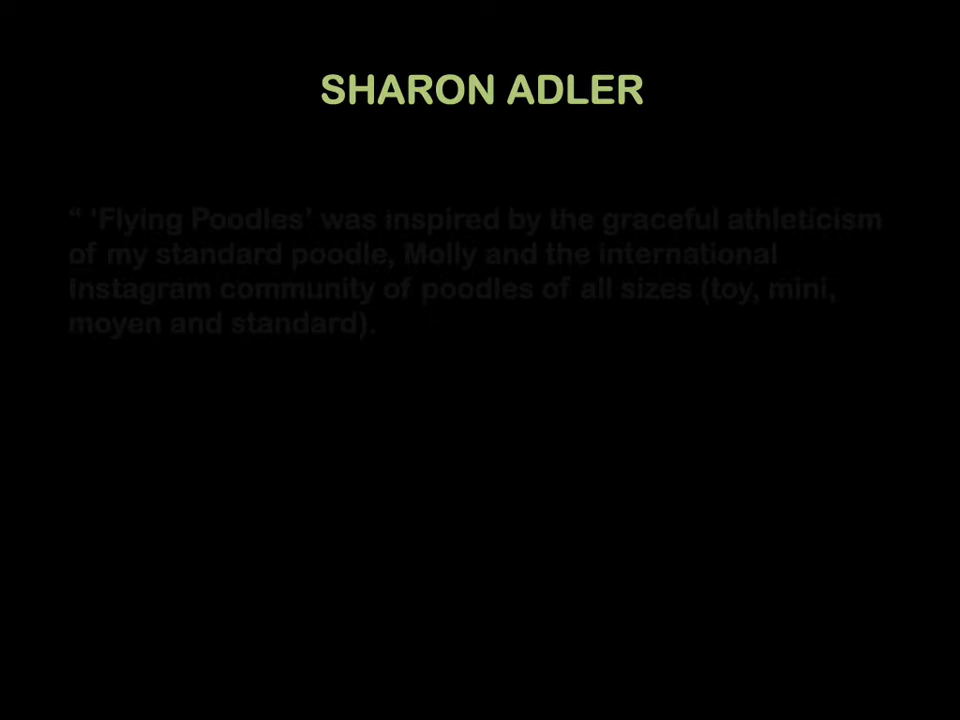 SHARON ADLER
“ ‘Flying Poodles’ was inspired by the graceful athleticism
of my standard poodle, Molly and the international
Instagram community of poodles of all sizes (toy, mini,
moyen and standard).